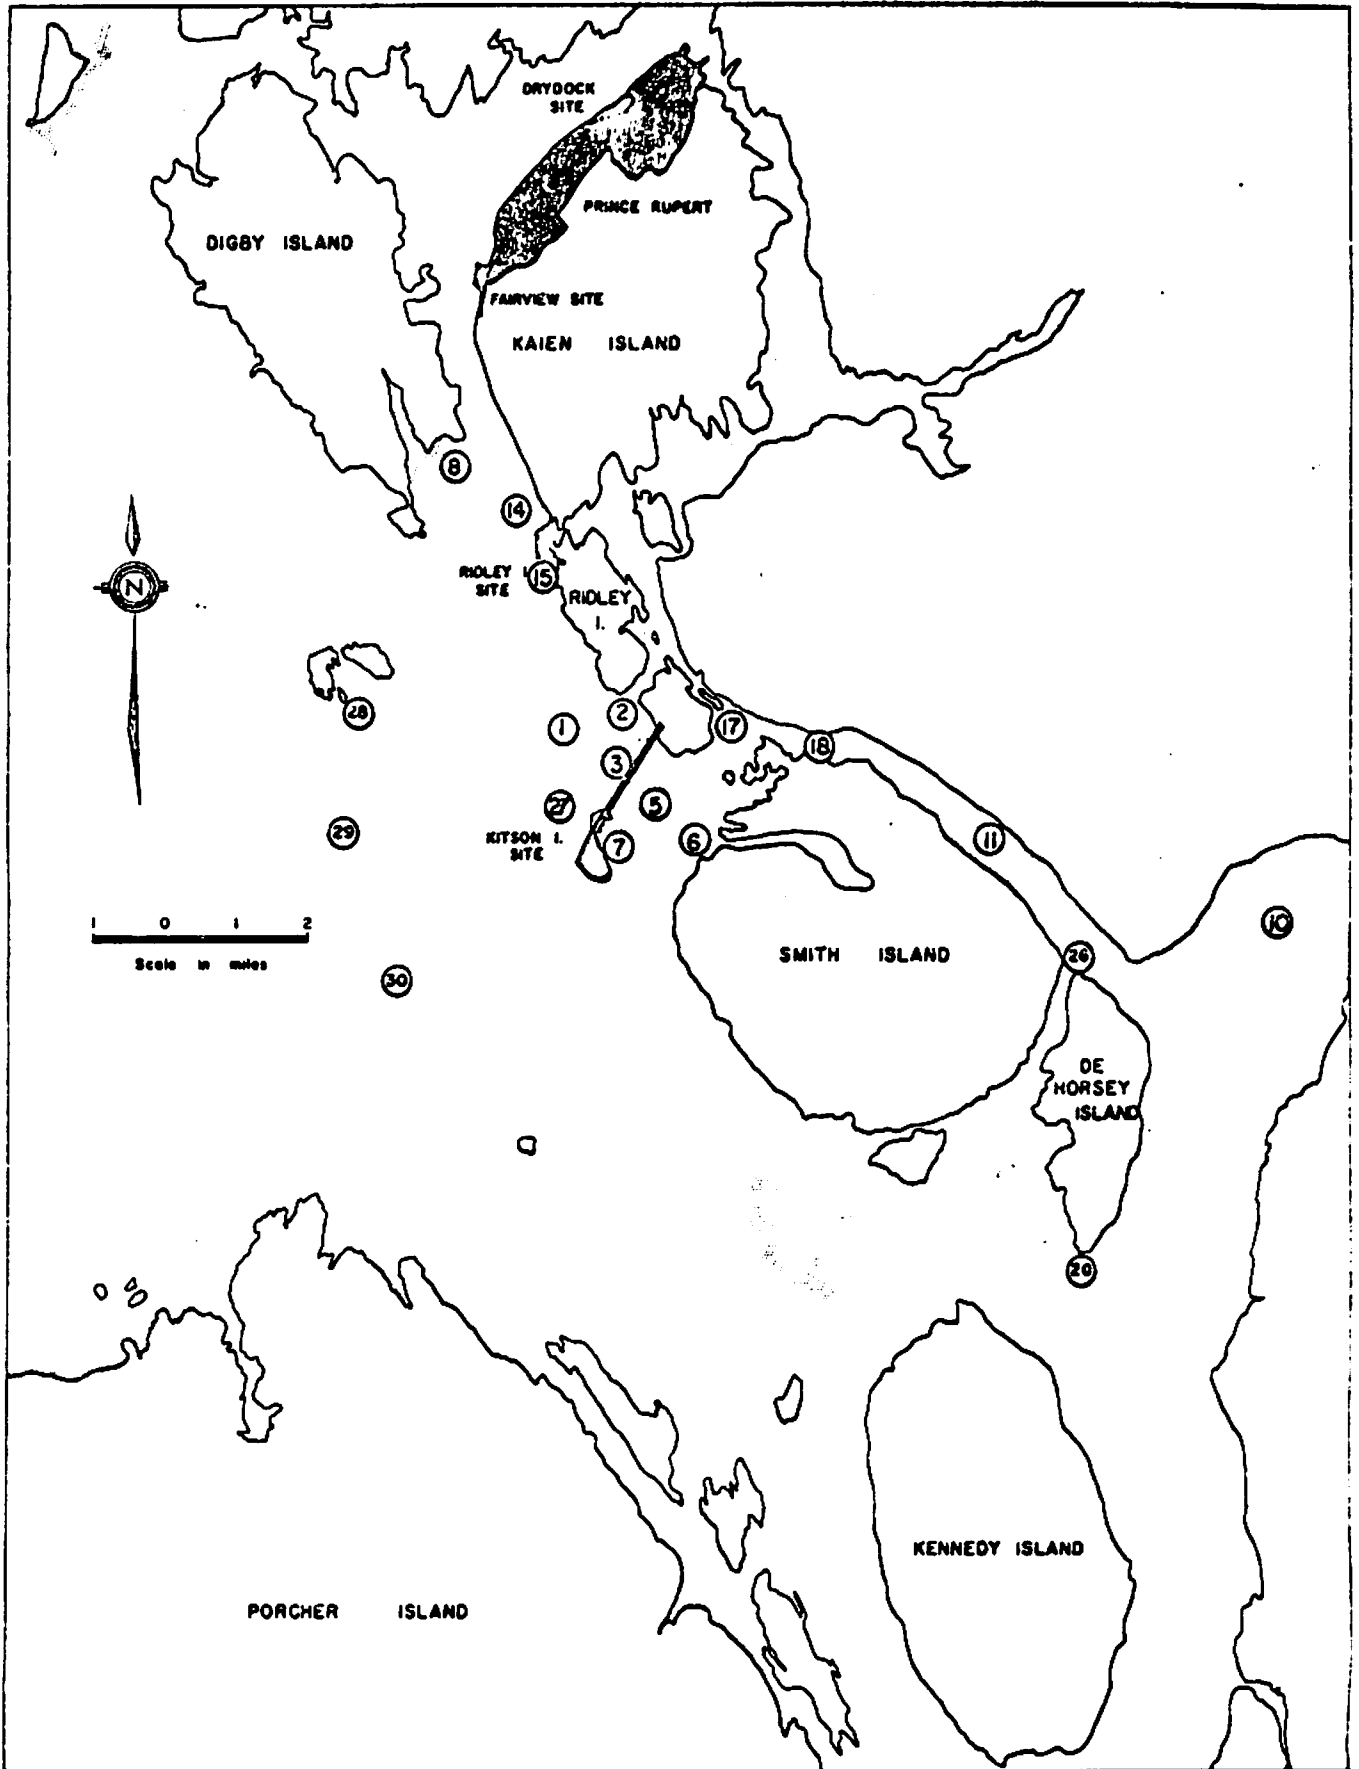 DRYDOCK
SITE
PRINCE RUPERT
DIGBY ISLAND
FAIRVIEW SITE
KAIEN ISLAND
8
14
N
RIDLEY I.
SITE
15
RIDLEY
I.
28
1
2
17
18
3
27
5
29
KITSON I.
SITE
7
6
11
10
1 0 1 2
Scale in miles
SMITH ISLAND
26
30
DE
HORSEY
ISLAND
20
KENNEDY ISLAND
PORCHER ISLAND